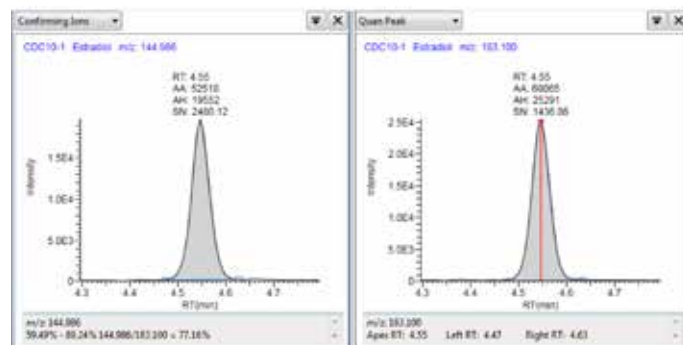 Confirming Ions
CDC10-1 Estradiol m/z: 144.986
RT: 4.55
AA: 52518
AH: 19552
SN: 2480.12
1.5E4
1.0E4
5.0E3
0
Intensity
4.3 4.4 4.5 4.6 4.7
RT(min)
m/z: 144.986
59.49% - 89.24% 144.986/183.100 = 77.16%
Quan Peak
CDC10-1 Estradiol m/z: 183.100
RT: 4.55
AA: 68065
AH: 25291
SN: 1436.86
2.5E4
2.0E4
1.5E4
1.0E4
5.0E3
0
Intensity
4.3 4.4 4.5 4.6 4.7
RT(min)
m/z: 183.100
Apex RT: 4.55 Left RT: 4.47 Right RT: 4.63